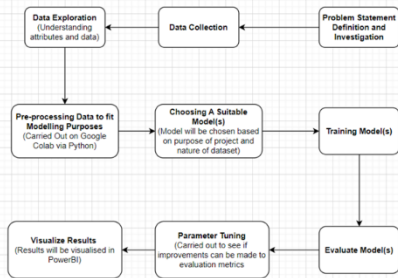 Data Exploration
(Understanding
attributes and data)
Data Collection
Problem Statement
Definition and
Investigation
Pre-processing Data to fit
Modelling Purposes
(Carried Out on Google
Colab via Python)
Choosing A Suitable
Model(s)
(Model will be chosen based
on purpose of project and
nature of dataset)
Training Model(s)
Visualize Results
(Results will be visualised in
PowerBI)
Parameter Tuning
(Carried out to see if
improvements can be made to
evaluation metrics
Evaluate Model(s)